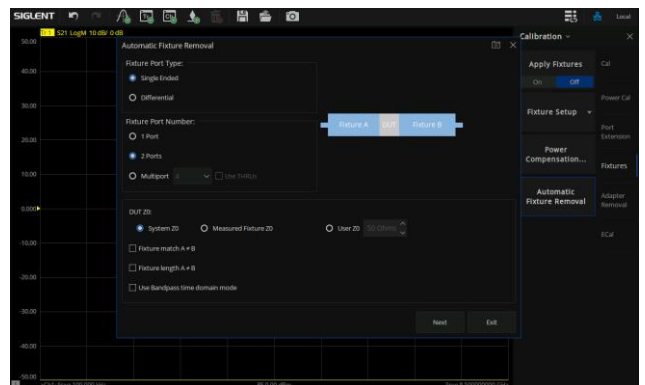 SIGLENT
Local
Tr1 S21 LogM 10 dB/ 0 dB
50.00
40.00
30.00
20.00
10.00
0.000
-10.00
-20.00
-30.00
-40.00
-50.00
Automatic Fixture Removal
Fixture Port Type:
Single Ended
Differential
Fixture Port Number:
1 Port
2 Ports
Multiport 4 Use THRUs
Fixture A DUT Fixture B
DUT Z0:
System Z0 Measured Fixture Z0 User Z0 50 Ohms
Fixture match A ≠ B
Fixture length A ≠ B
Use Bandpass time domain mode
Next Exit
Calibration
Apply Fixtures
On Off
Fixture Setup
Power
Compensation...
Automatic
Fixture Removal
Cal
Power Cal
Port
Extension
Fixtures
Adapter
Removal
ECal